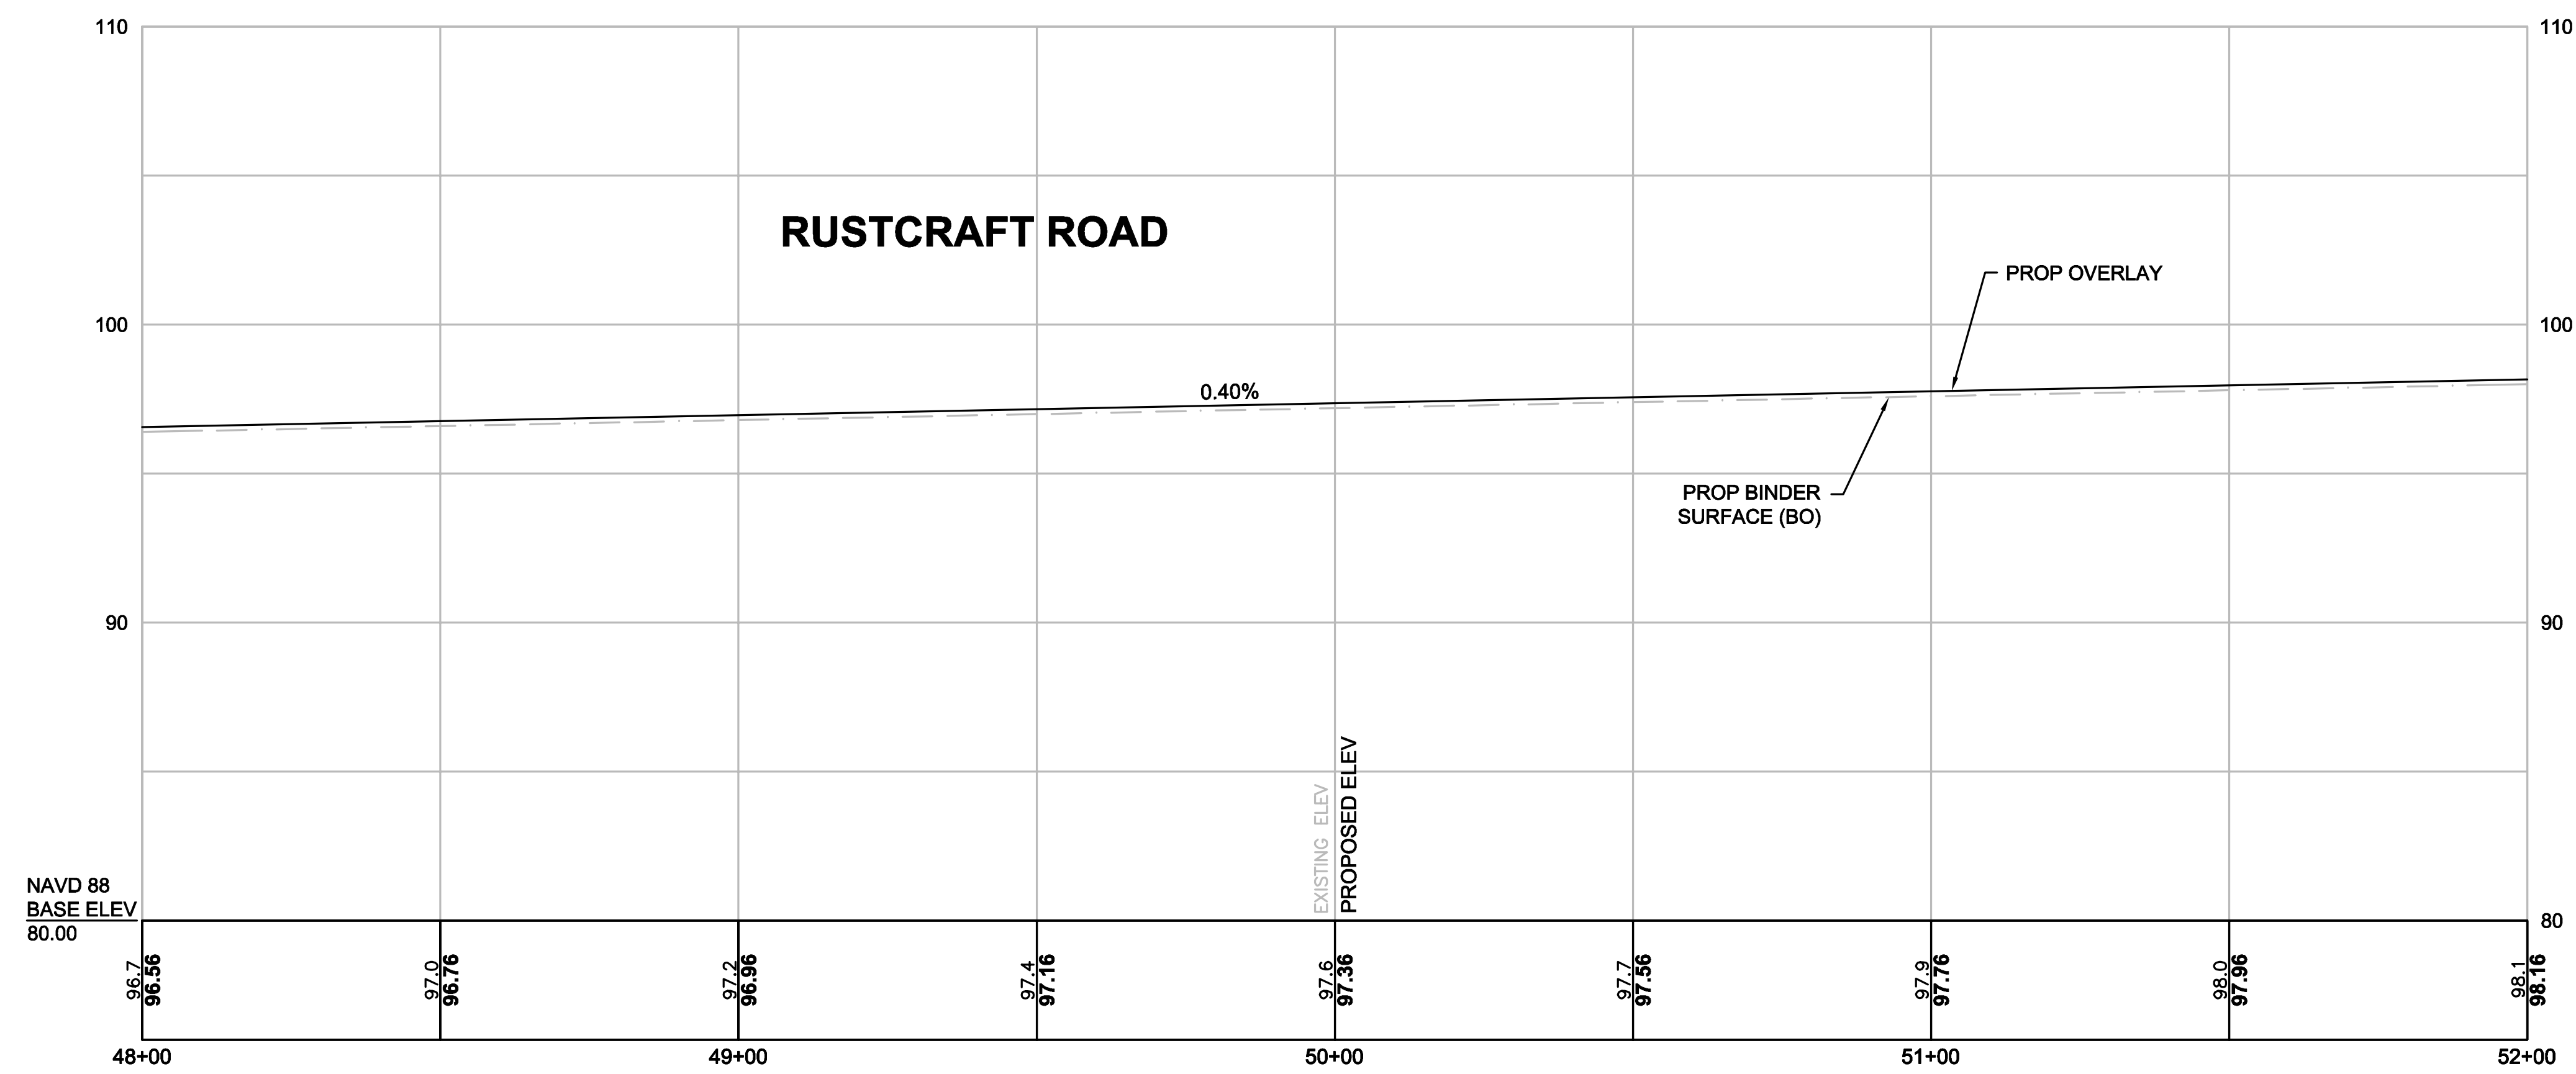 110 110
RUSTCRAFT ROAD
PROP OVERLAY
100 100
0.40%
PROP BINDER
SURFACE (BO)
90 90
EXISTING ELEV
PROPOSED ELEV
NAVD 88
BASE ELEV
80.00
80
96.7 96.56
97.0 96.76
97.2 96.96
97.4 97.16
97.6 97.36
97.7 97.56
97.9 97.76
98.0 97.96
98.1 98.16
48+00 49+00 50+00 51+00 52+00